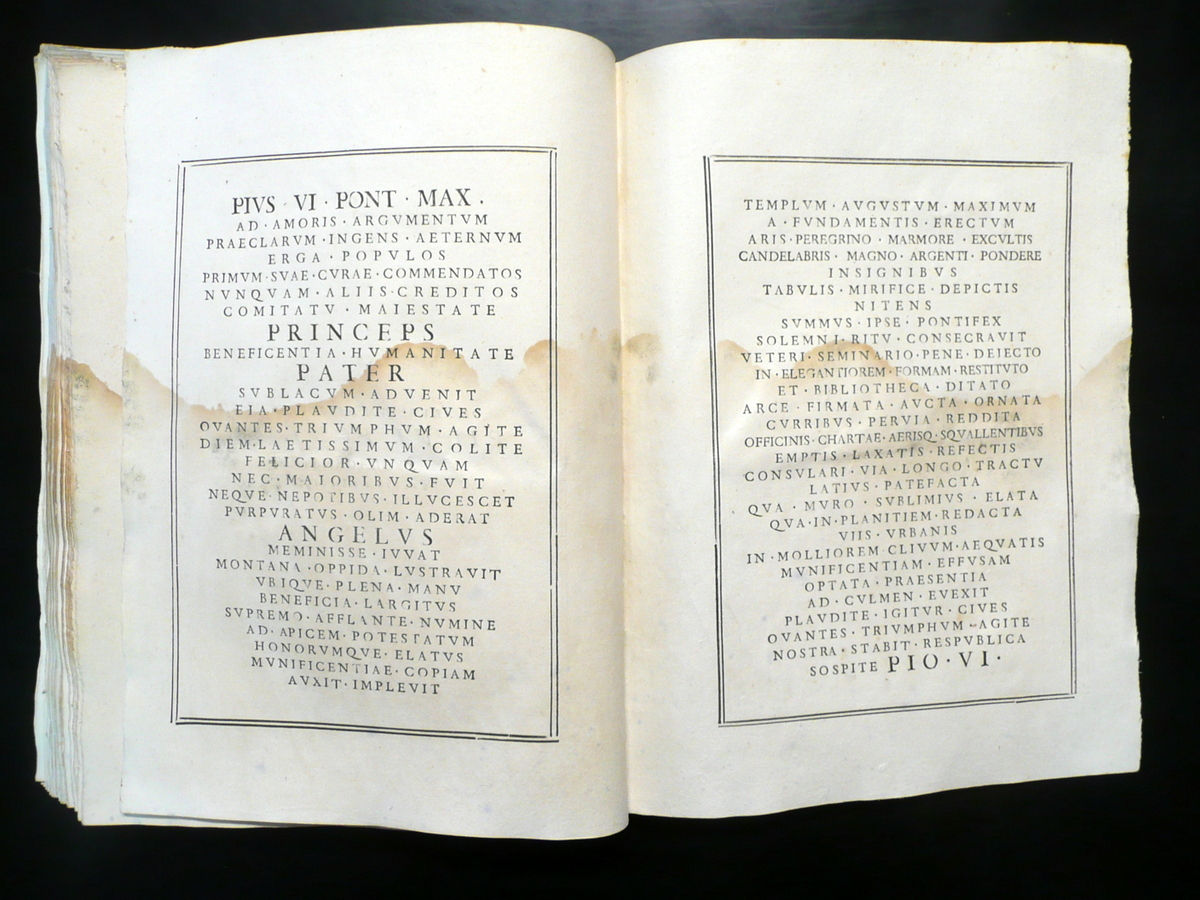 PIVS · VI · PONT · MAX .
AD · AMORIS · ARGVMENTVM
PRAECLARVM · INGENS · AETERNVM
ERGA · POPVLOS
PRIMVM · SVAE · CVRAE · COMMENDATOS
NVNQVAM · ALIIS · CREDITOS
COMITATV · MAIESTATE
PRINCEPS
BENEFICENTIA · HVMANITATE
PATER
SVBLACVM · ADVENIT
EIA · PLAVDITE · CIVES
OVANTES · TRIVMPHVM · AGITE
DIEM · LAETISSIMVM · COLITE
FELICIOR · VNQVAM
NEC · MAIORIBVS · FVIT
NEQVE · NEPOTIBVS · ILLVCESCET
PVRPVRATVS · OLIM · ADERAT
ANGELVS
MEMINISSE · IVVAT
MONTANA · OPPIDA · LVSTRAVIT
VBIQVE · PLENA · MANV
BENEFICIA · LARGITVS
SVPREMO · AFFLANTE · NVMINE
AD · APICEM · POTESTATVM
HONORVMQVE · ELATVS
MVNIFICENTIAE · COPIAM
AVXIT · IMPLEVIT
TEMPLVM · AVGVSTVM · MAXIMVM
A · FVNDAMENTIS · ERECTVM
ARIS · PEREGRINO · MARMORE · EXCVLTIS
CANDELABRIS · MAGNO · ARGENTI · PONDERE
INSIGNIBVS
TABVLIS · MIRIFICE · DEPICTIS
NITENS
SVMMVS · IPSE · PONTIFEX
SOLEMNI · RITV · CONSECRAVIT
VETERI · SEMINARIO · PENE · DEIECTO
IN · ELEGANTIOREM · FORMAM · RESTITVTO
ET · BIBLIOTHECA · DITATO
ARCE · FIRMATA · AVCTA · ORNATA
CVRRIBVS · PERVIA · REDDITA
OFFICINIS · CHARTAE · AERISQ · SQVALLENTIBVS
EMPTIS · LAXATIS · REFECTIS
CONSVLARI · VIA · LONGO · TRACTV
LATIVS · PATEFACTA
QVA · MVRO · SVBLIMIVS · ELATA
QVA · IN · PLANITIEM · REDACTA
VIIS · VRBANIS
IN · MOLLIOREM · CLIVVM · AEQVATIS
MVNIFICENTIAM · EFFVSAM
OPTATA · PRAESENTIA
AD · CVLMEN · EVEXIT
PLAVDITE · IGITVR · CIVES
OVANTES · TRIVMPHVM · AGITE
NOSTRA · STABIT · RESPVBLICA
SOSPITE PIO · VI ·